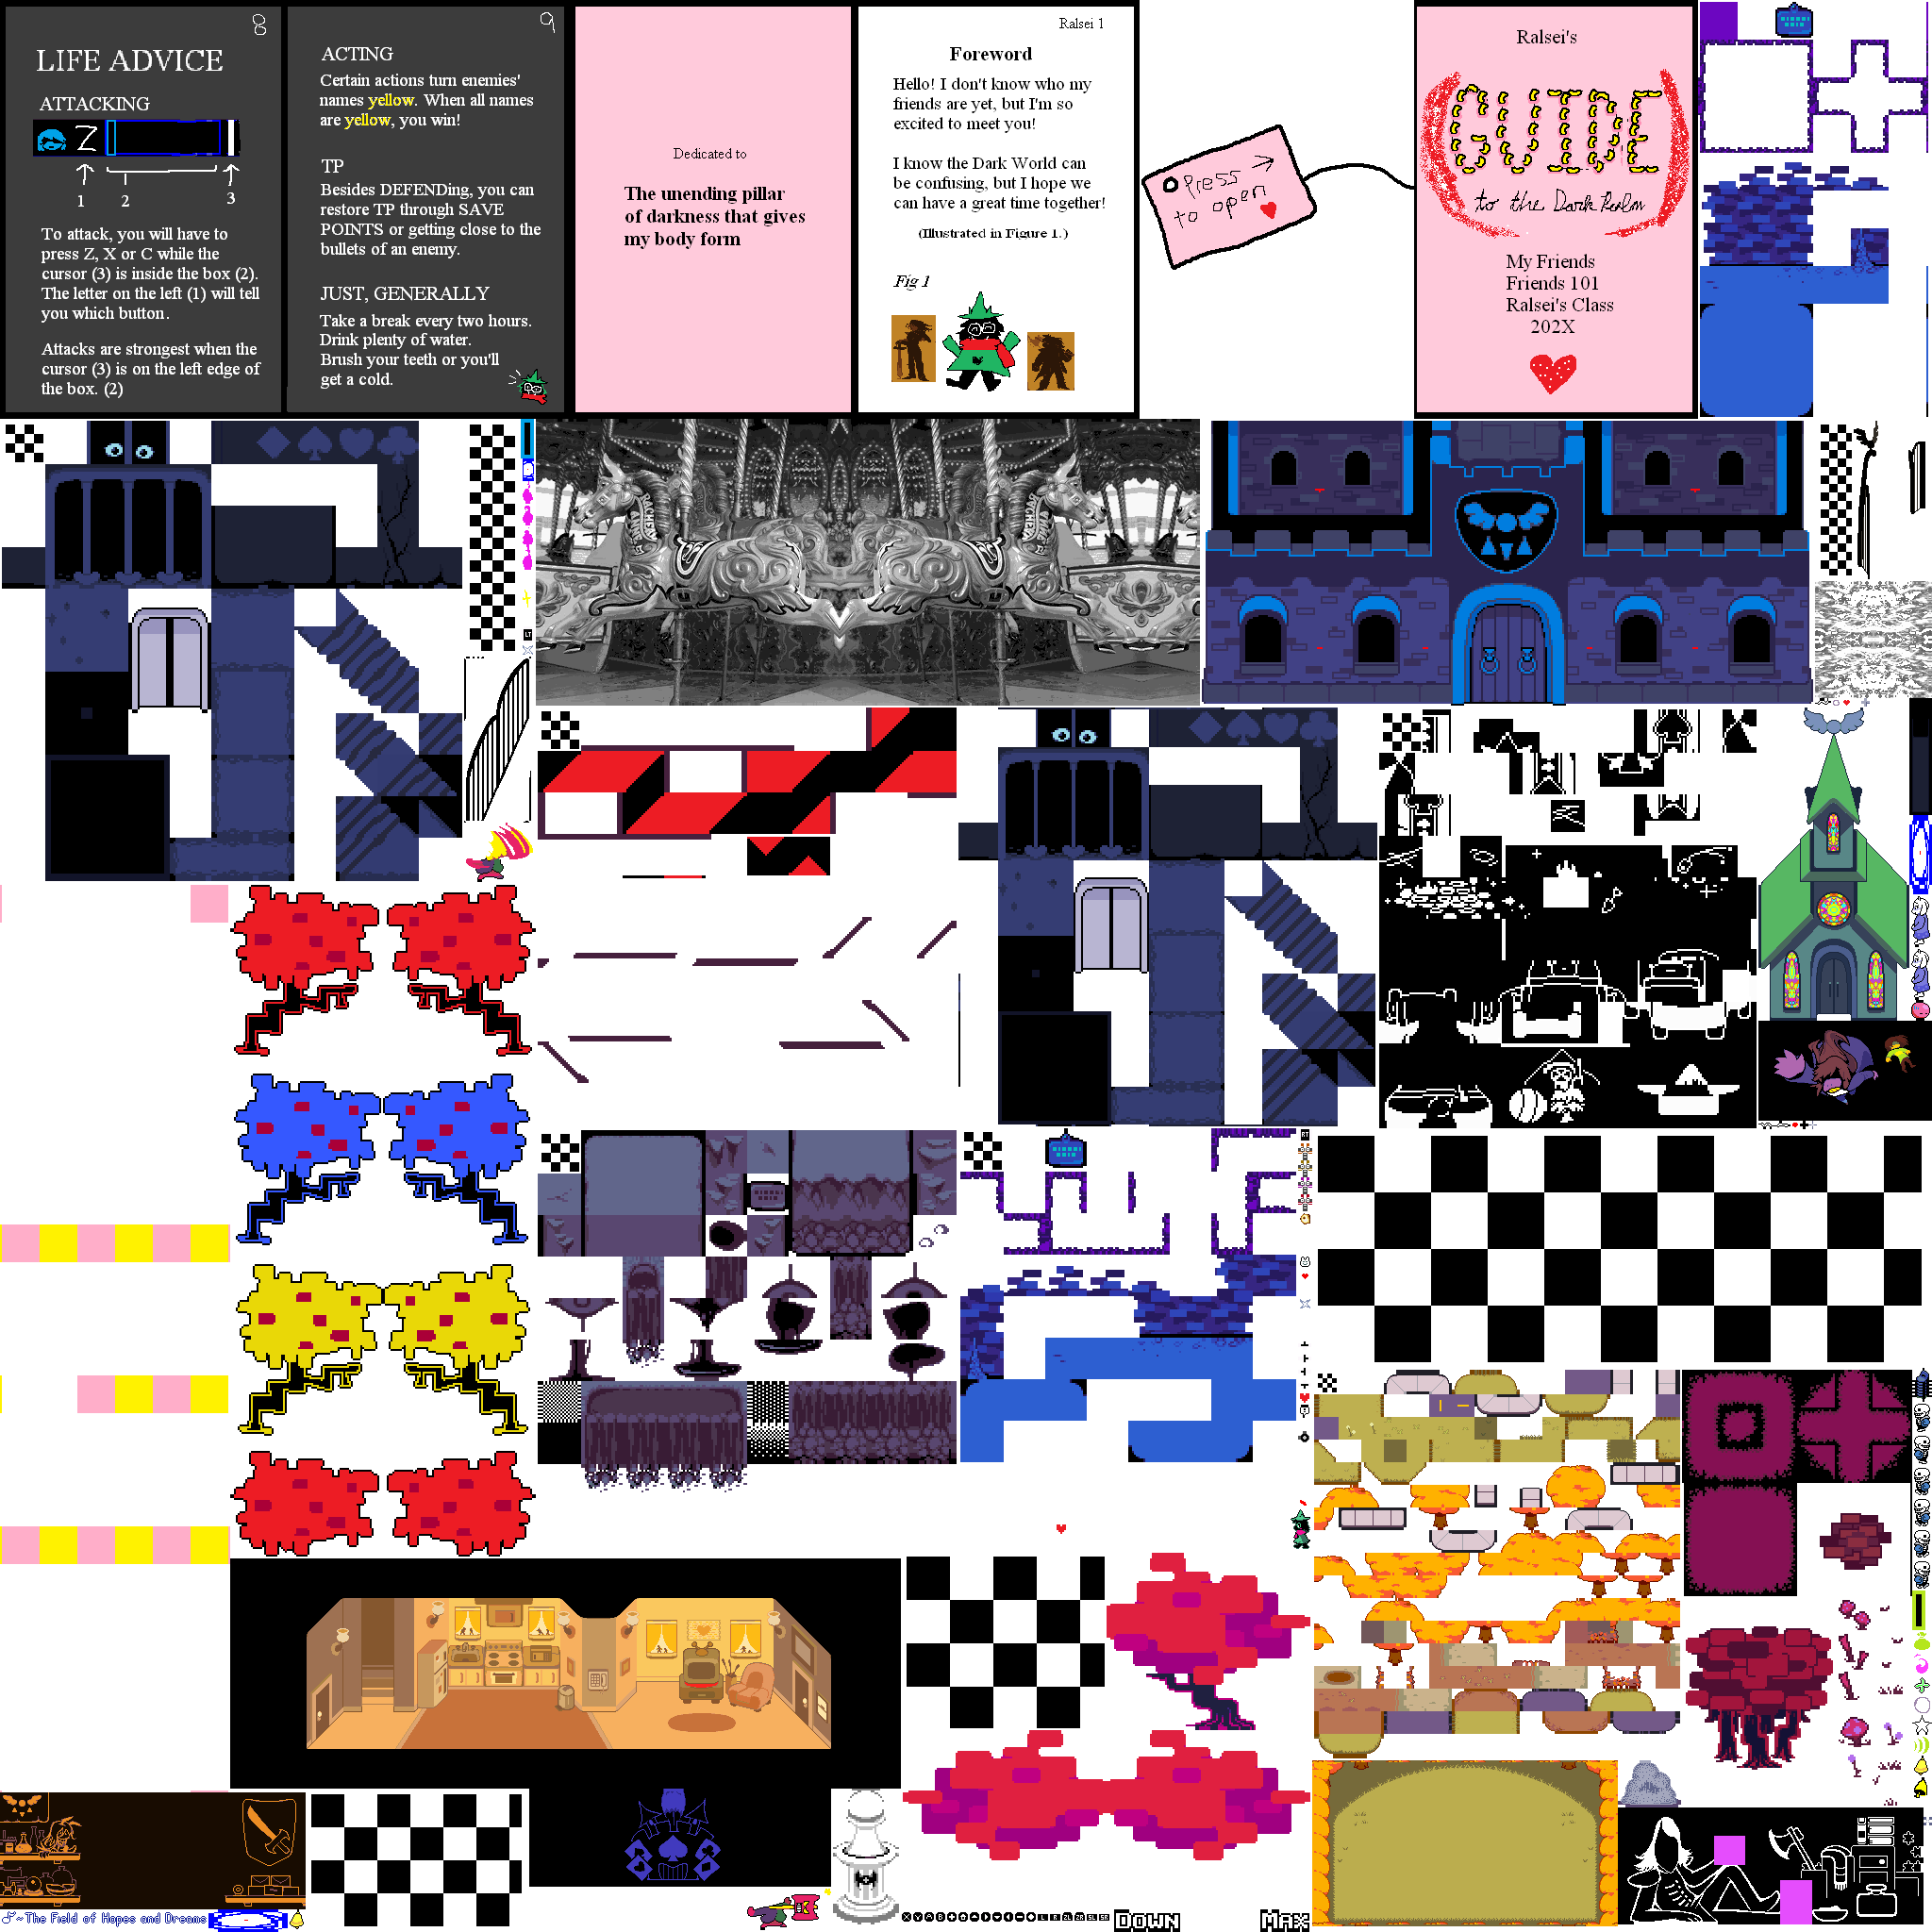 8
LIFE ADVICE
ATTACKING
Z
1 2 3
To attack, you will have to
press Z, X or C while the
cursor (3) is inside the box (2).
The letter on the left (1) will tell
you which button.
Attacks are strongest when the
cursor (3) is on the left edge of
the box. (2)
9
ACTING
Certain actions turn enemies'
names yellow. When all names
are yellow, you win!
TP
Besides DEFENDing, you can
restore TP through SAVE
POINTS or getting close to the
bullets of an enemy.
JUST, GENERALLY
Take a break every two hours.
Drink plenty of water.
Brush your teeth or you'll
get a cold.
Dedicated to
The unending pillar
of darkness that gives
my body form
Ralsei 1
Foreword
Hello! I don't know who my
friends are yet, but I'm so
excited to meet you!
I know the Dark World can
be confusing, but I hope we
can have a great time together!
(Illustrated in Figure 1.)
Fig 1
Press →
to open
Ralsei's
GUIDE
to the Dark Realm
My Friends
Friends 101
Ralsei's Class
202X
LT
RT
♪~The Field of Hopes and Dreams
DOWN
MAX